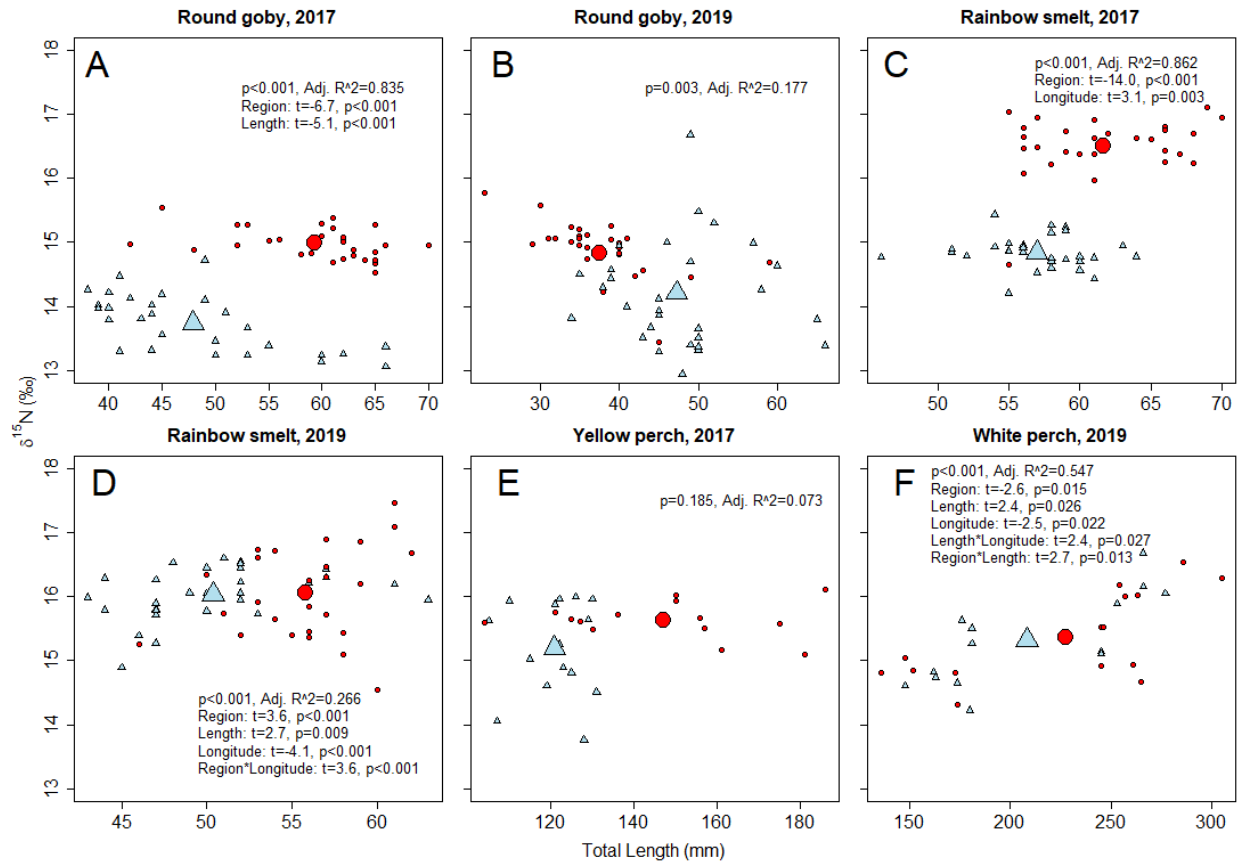 Round goby, 2017
Round goby, 2019
Rainbow smelt, 2017
A
p<0.001, Adj. R^2=0.835
Region: t=-6.7, p<0.001
Length: t=-5.1, p<0.001
B
p=0.003, Adj. R^2=0.177
C
p<0.001, Adj. R^2=0.862
Region: t=-14.0, p<0.001
Longitude: t=3.1, p=0.003
18
17
16
15
14
13
40 45 50 55 60 65 70
30 40 50 60
50 55 60 65 70
δ15N (‰)
Rainbow smelt, 2019
Yellow perch, 2017
White perch, 2019
D
p<0.001, Adj. R^2=0.266
Region: t=3.6, p<0.001
Length: t=2.7, p=0.009
Longitude: t=-4.1, p<0.001
Region*Longitude: t=3.6, p<0.001
E
p=0.185, Adj. R^2=0.073
F
p<0.001, Adj. R^2=0.547
Region: t=-2.6, p=0.015
Length: t=2.4, p=0.026
Longitude: t=-2.5, p=0.022
Length*Longitude: t=2.4, p=0.027
Region*Length: t=2.7, p=0.013
18
17
16
15
14
13
45 50 55 60
120 140 160 180
150 200 250 300
Total Length (mm)